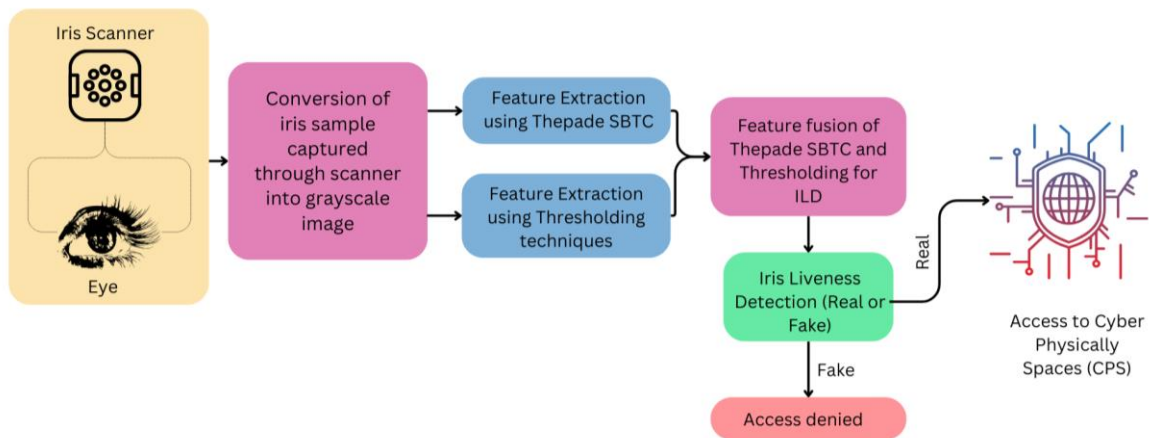 Iris Scanner
Eye
Conversion of
iris sample
captured
through scanner
into grayscale
image
Feature Extraction
using Thepade SBTC
Feature Extraction
using Thresholding
techniques
Feature fusion of
Thepade SBTC and
Thresholding for
ILD
Iris Liveness
Detection (Real or
Fake)
Real
Fake
Access denied
Access to Cyber
Physically
Spaces (CPS)